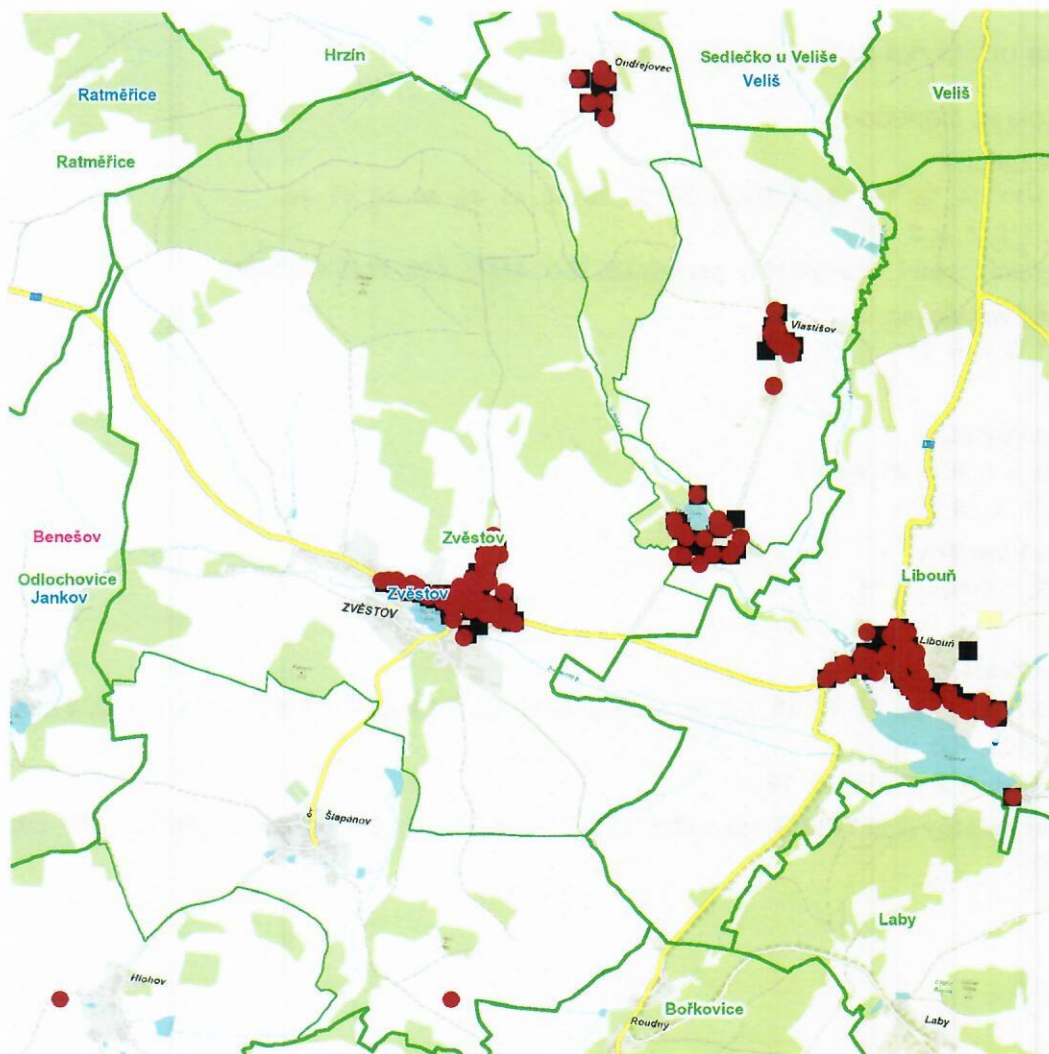 Hrzín
Ondřejovec
Sedlečko u Veliše
Veliš
Ratměřice
Veliš
Ratměřice
Vlastišov
Benešov
Zvěstov
Odlochovice
Jankov
Zvěstov
ZVĚSTOV
Libouň
Libouň
Šlapánov
Laby
Hlohov
Bořkovice
Roudný
Laby